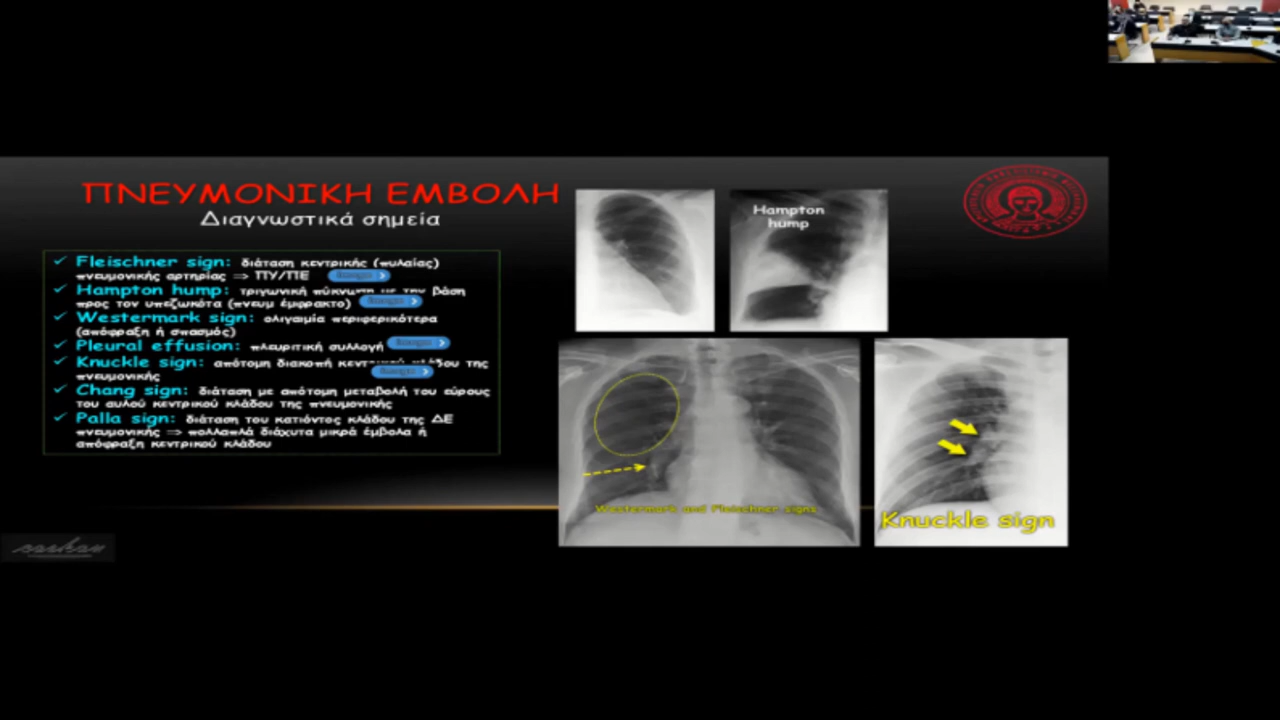 ΠΝΕΥΜΟΝΙΚΗ ΕΜΒΟΛΗ
Διαγνωστικά σημεία
✓ Fleischner sign: διάταση κεντρικής (πυλαίας)
πνευμονικής αρτηρίας ⇒ ΠΥ/ΠΕ
✓ Hampton hump: τριγωνική πύκνωση με την βάση
προς τον υπεζωκότα (πνευμ έμφρακτο)
✓ Westermark sign: ολιγαιμία περιφερικότερα
(απόφραξη ή σπασμός)
✓ Pleural effusion: πλευριτική συλλογή
✓ Knuckle sign: απότομη διακοπή κεντρικού κλάδου της
πνευμονικής
✓ Chang sign: διάταση με απότομη μεταβολή του εύρους
του αυλού κεντρικού κλάδου της πνευμονικής
✓ Palla sign: διάταση του κατιόντος κλάδου της ΔΕ
πνευμονικής ⇒ πολλαπλά διάχυτα μικρά έμβολα ή
απόφραξη κεντρικού κλάδου
Hampton
hump
Westermark and Fleischner signs
Knuckle sign